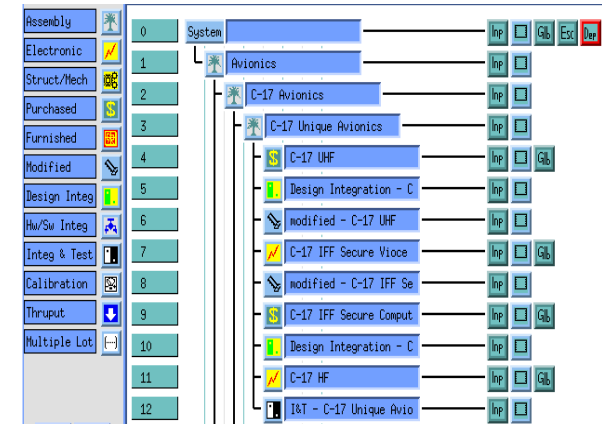 Assembly
Electronic
Struct/Mech
Purchased
Furnished
Modified
Design Integ
Hw/Sw Integ
Integ & Test
Calibration
Thruput
Multiple Lot
0 System Inp Glb Esc Dep
1 Avionics Inp
2 C-17 Avionics Inp
3 C-17 Unique Avionics Inp
4 $ C-17 UHF Inp Glb
5 Design Integration - C Inp
6 modified - C-17 UHF Inp
7 C-17 IFF Secure Vioce Inp Glb
8 modified - C-17 IFF Se Inp
9 $ C-17 IFF Secure Comput Inp Glb
10 Design Integration - C Inp
11 C-17 HF Inp Glb
12 I&T - C-17 Unique Avio Inp